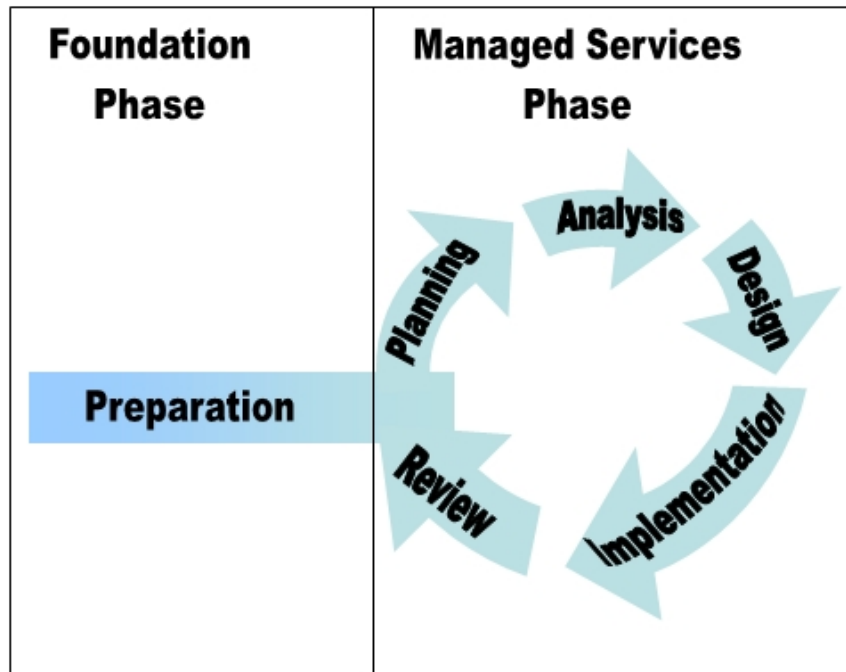 Foundation
Phase
Managed Services
Phase
Preparation
Planning
Analysis
Design
Implementation
Review